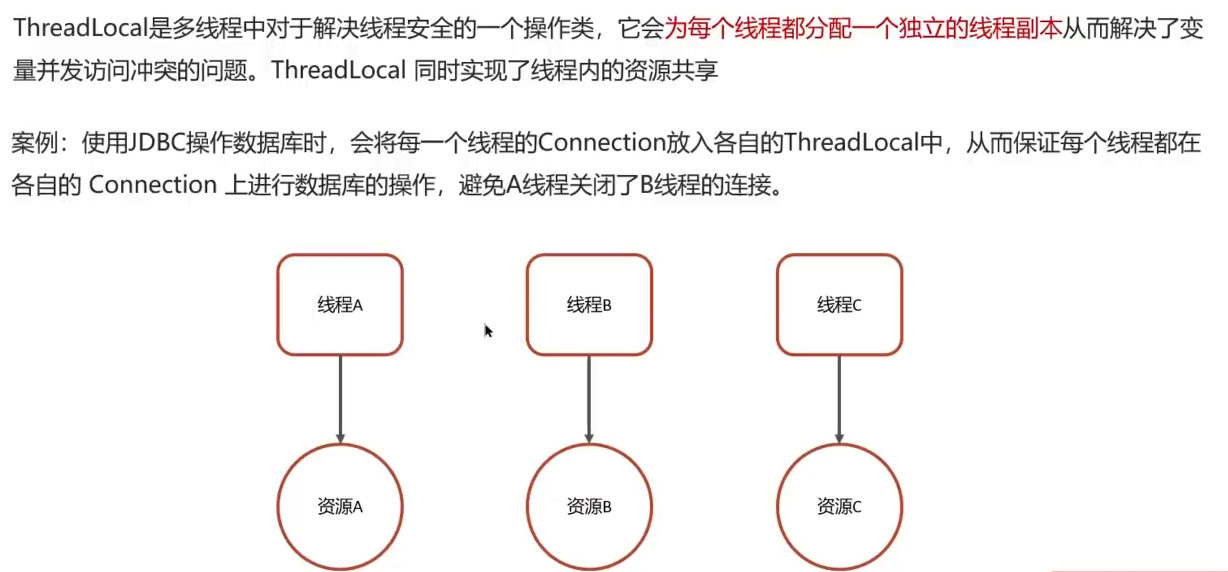 ThreadLocal是多线程中对于解决线程安全的一个操作类，它会为每个线程都分配一个独立的线程副本从而解决了变
量并发访问冲突的问题。ThreadLocal 同时实现了线程内的资源共享
案例：使用JDBC操作数据库时，会将每一个线程的Connection放入各自的ThreadLocal中，从而保证每个线程都在
各自的 Connection 上进行数据库的操作，避免A线程关闭了B线程的连接。
线程A
线程B
线程C
资源A
资源B
资源C